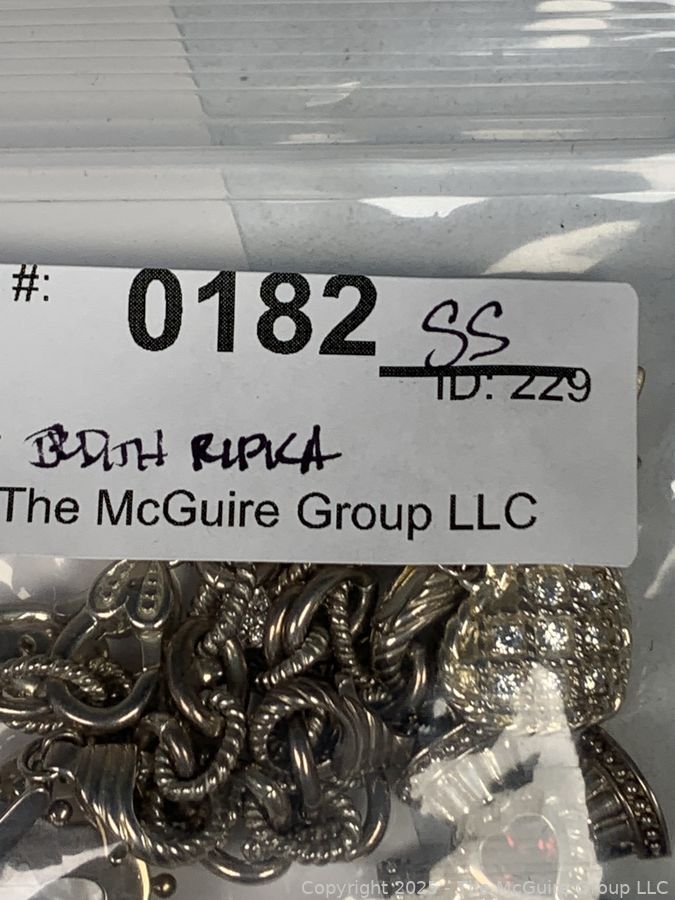 #: 0182 SS
ID: 229
JUDITH RIPKA
The McGuire Group LLC
Copyright 2025 - The McGuire Group LLC